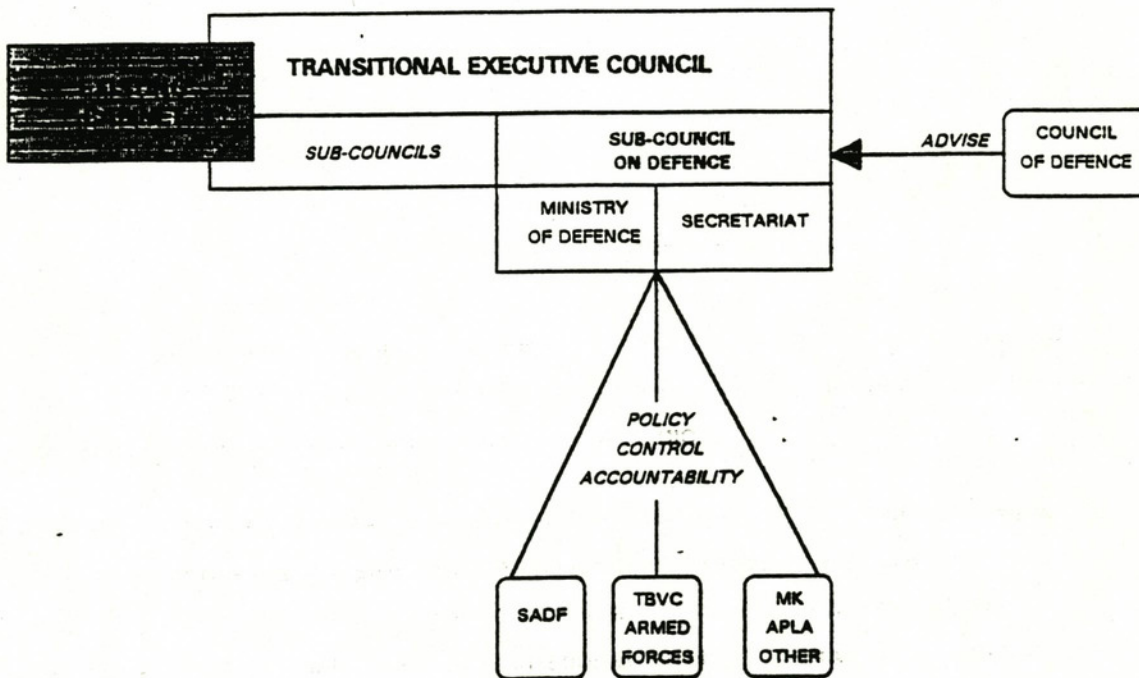 TRANSITIONAL EXECUTIVE COUNCIL
SUB-COUNCILS
SUB-COUNCIL
ON DEFENCE
ADVISE
COUNCIL
OF DEFENCE
MINISTRY
OF DEFENCE
SECRETARIAT
POLICY
CONTROL
ACCOUNTABILITY
SADF
TBVC
ARMED
FORCES
MK
APLA
OTHER